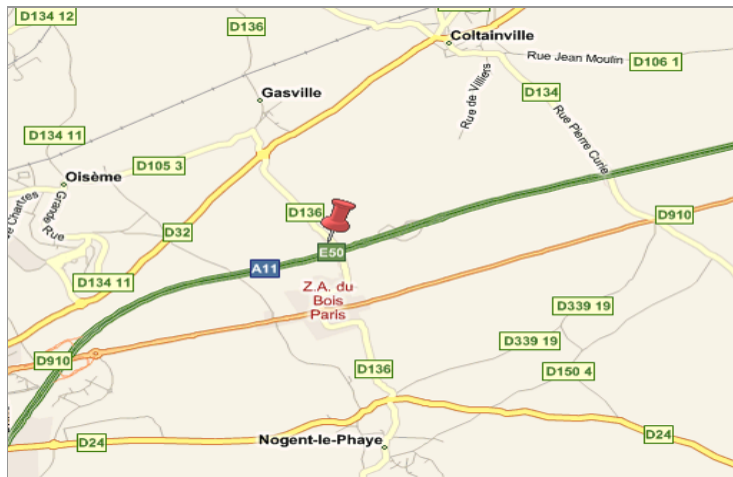 D134 12
D136
Coltainville
Rue Jean Moulin
D106 1
Gasville
Rue de Villiers
D134
Rue Pierre Curie
D134 11
D105 3
Oisème
Grande
Rue
Chartres
D136
D32
D910
E50
A11
D134 11
Z.A. du
Bois
Paris
D339 19
D339 19
D910
D136
D150 4
D24
Nogent-le-Phaye
D24